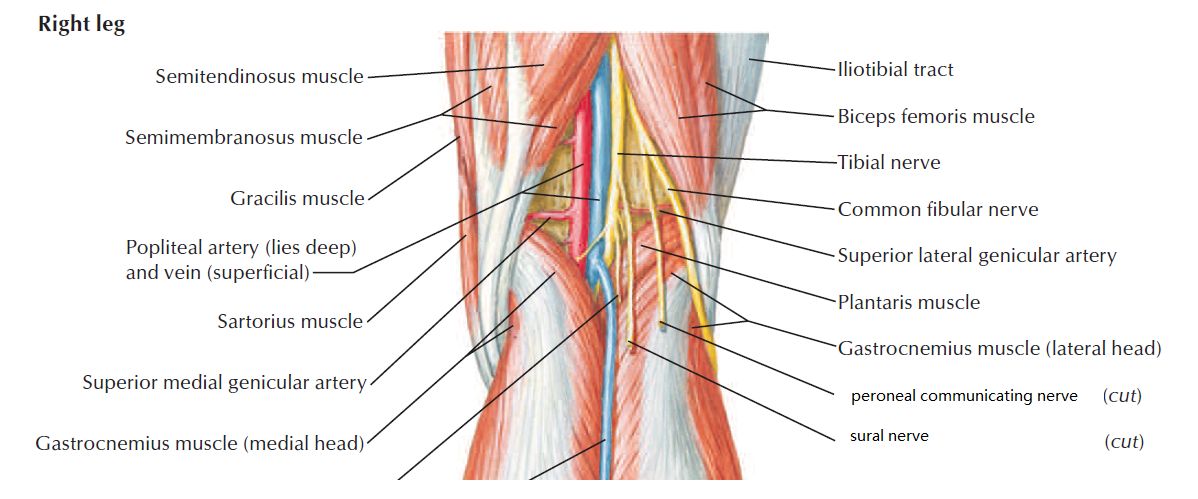 Right leg
Semitendinosus muscle
Semimembranosus muscle
Gracilis muscle
Popliteal artery (lies deep)
and vein (superficial)
Sartorius muscle
Superior medial genicular artery
Gastrocnemius muscle (medial head)
Iliotibial tract
Biceps femoris muscle
Tibial nerve
Common fibular nerve
Superior lateral genicular artery
Plantaris muscle
Gastrocnemius muscle (lateral head)
peroneal communicating nerve (cut)
sural nerve (cut)